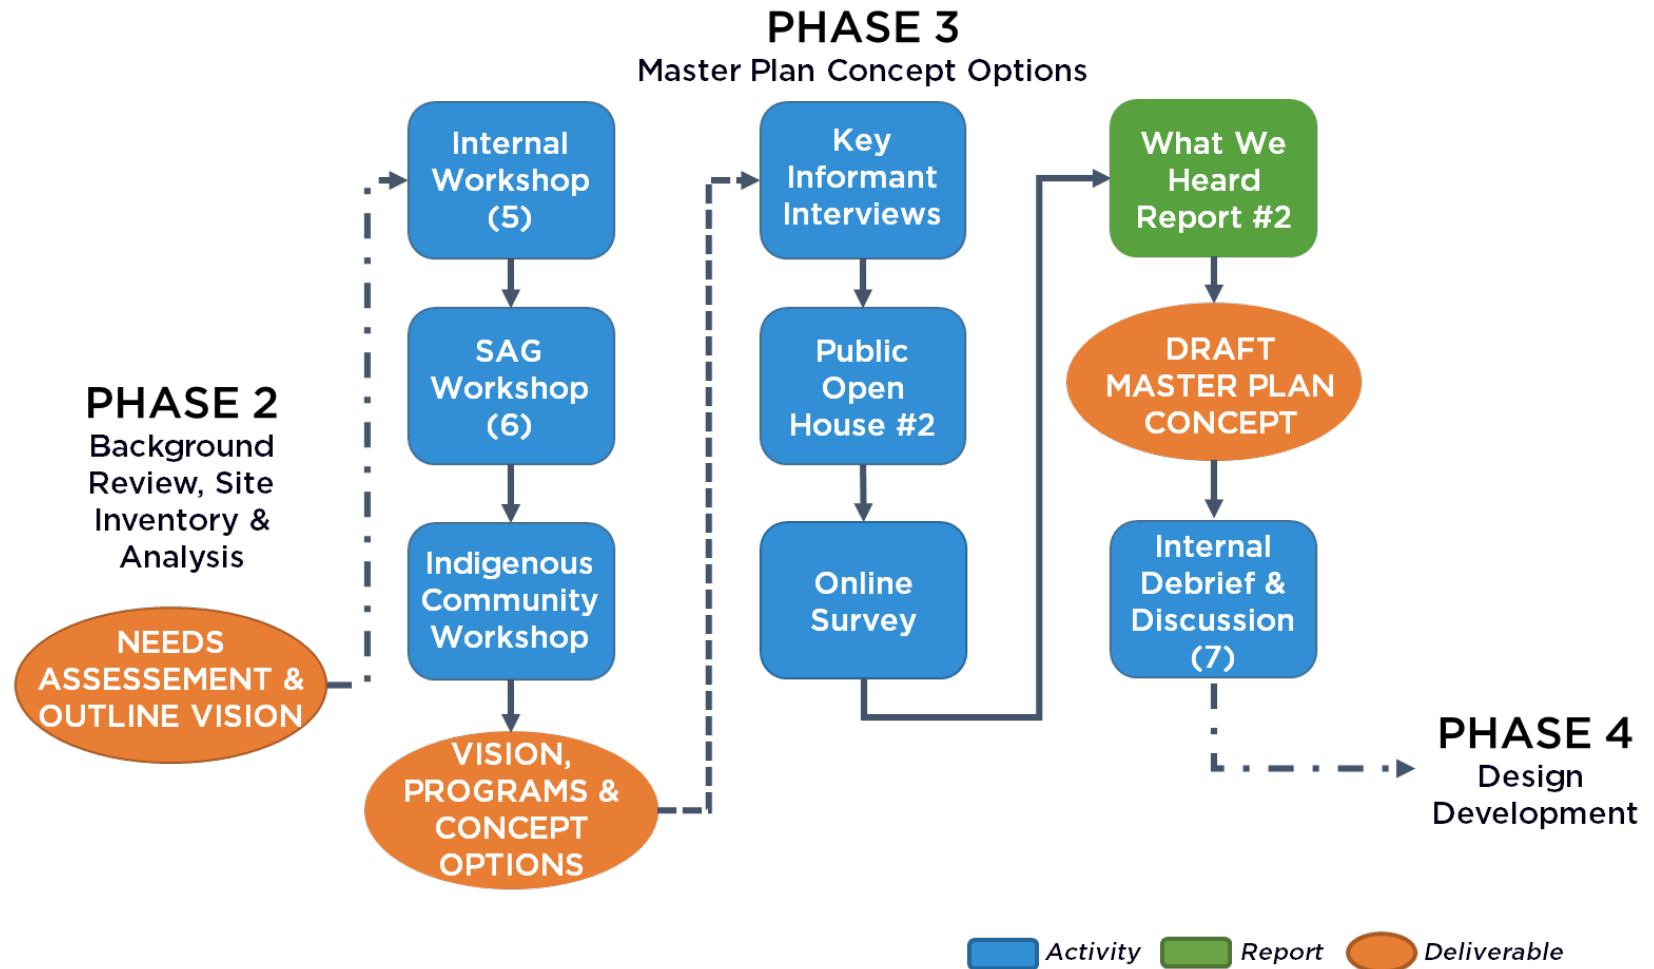 PHASE 3
Master Plan Concept Options
PHASE 2
Background
Review, Site
Inventory &
Analysis
NEEDS
ASSESSEMENT &
OUTLINE VISION
Internal
Workshop
(5)
SAG
Workshop
(6)
Indigenous
Community
Workshop
VISION,
PROGRAMS &
CONCEPT
OPTIONS
Key
Informant
Interviews
Public
Open
House #2
Online
Survey
What We
Heard
Report #2
DRAFT
MASTER PLAN
CONCEPT
Internal
Debrief &
Discussion
(7)
PHASE 4
Design
Development
Activity
Report
Deliverable